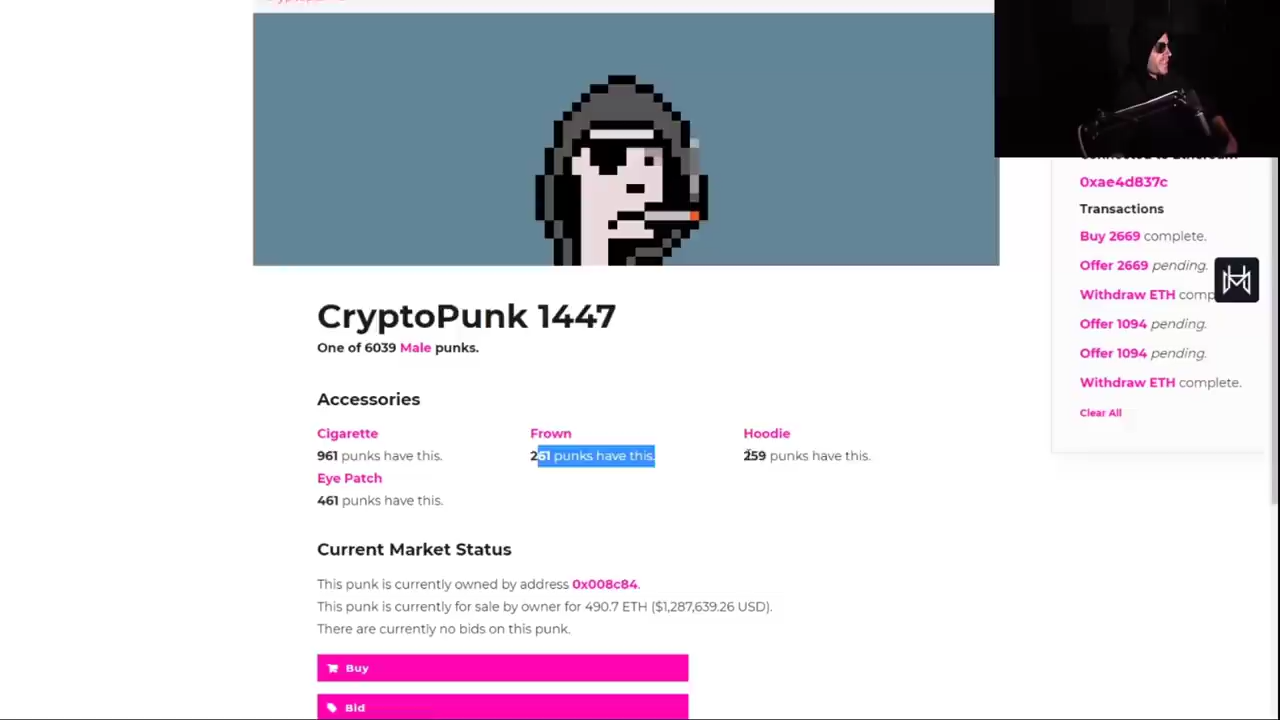 0xae4d837c
Transactions
Buy 2669 complete.
Offer 2669 pending.
Withdraw ETH comp
Offer 1094 pending.
Offer 1094 pending.
Withdraw ETH complete.
Clear All
CryptoPunk 1447
One of 6039 Male punks.
Accessories
Cigarette Frown Hoodie
961 punks have this. 261 punks have this. 259 punks have this.
Eye Patch
461 punks have this.
Current Market Status
This punk is currently owned by address 0x008c84.
This punk is currently for sale by owner for 490.7 ETH ($1,287,639.26 USD).
There are currently no bids on this punk.
Buy
Bid